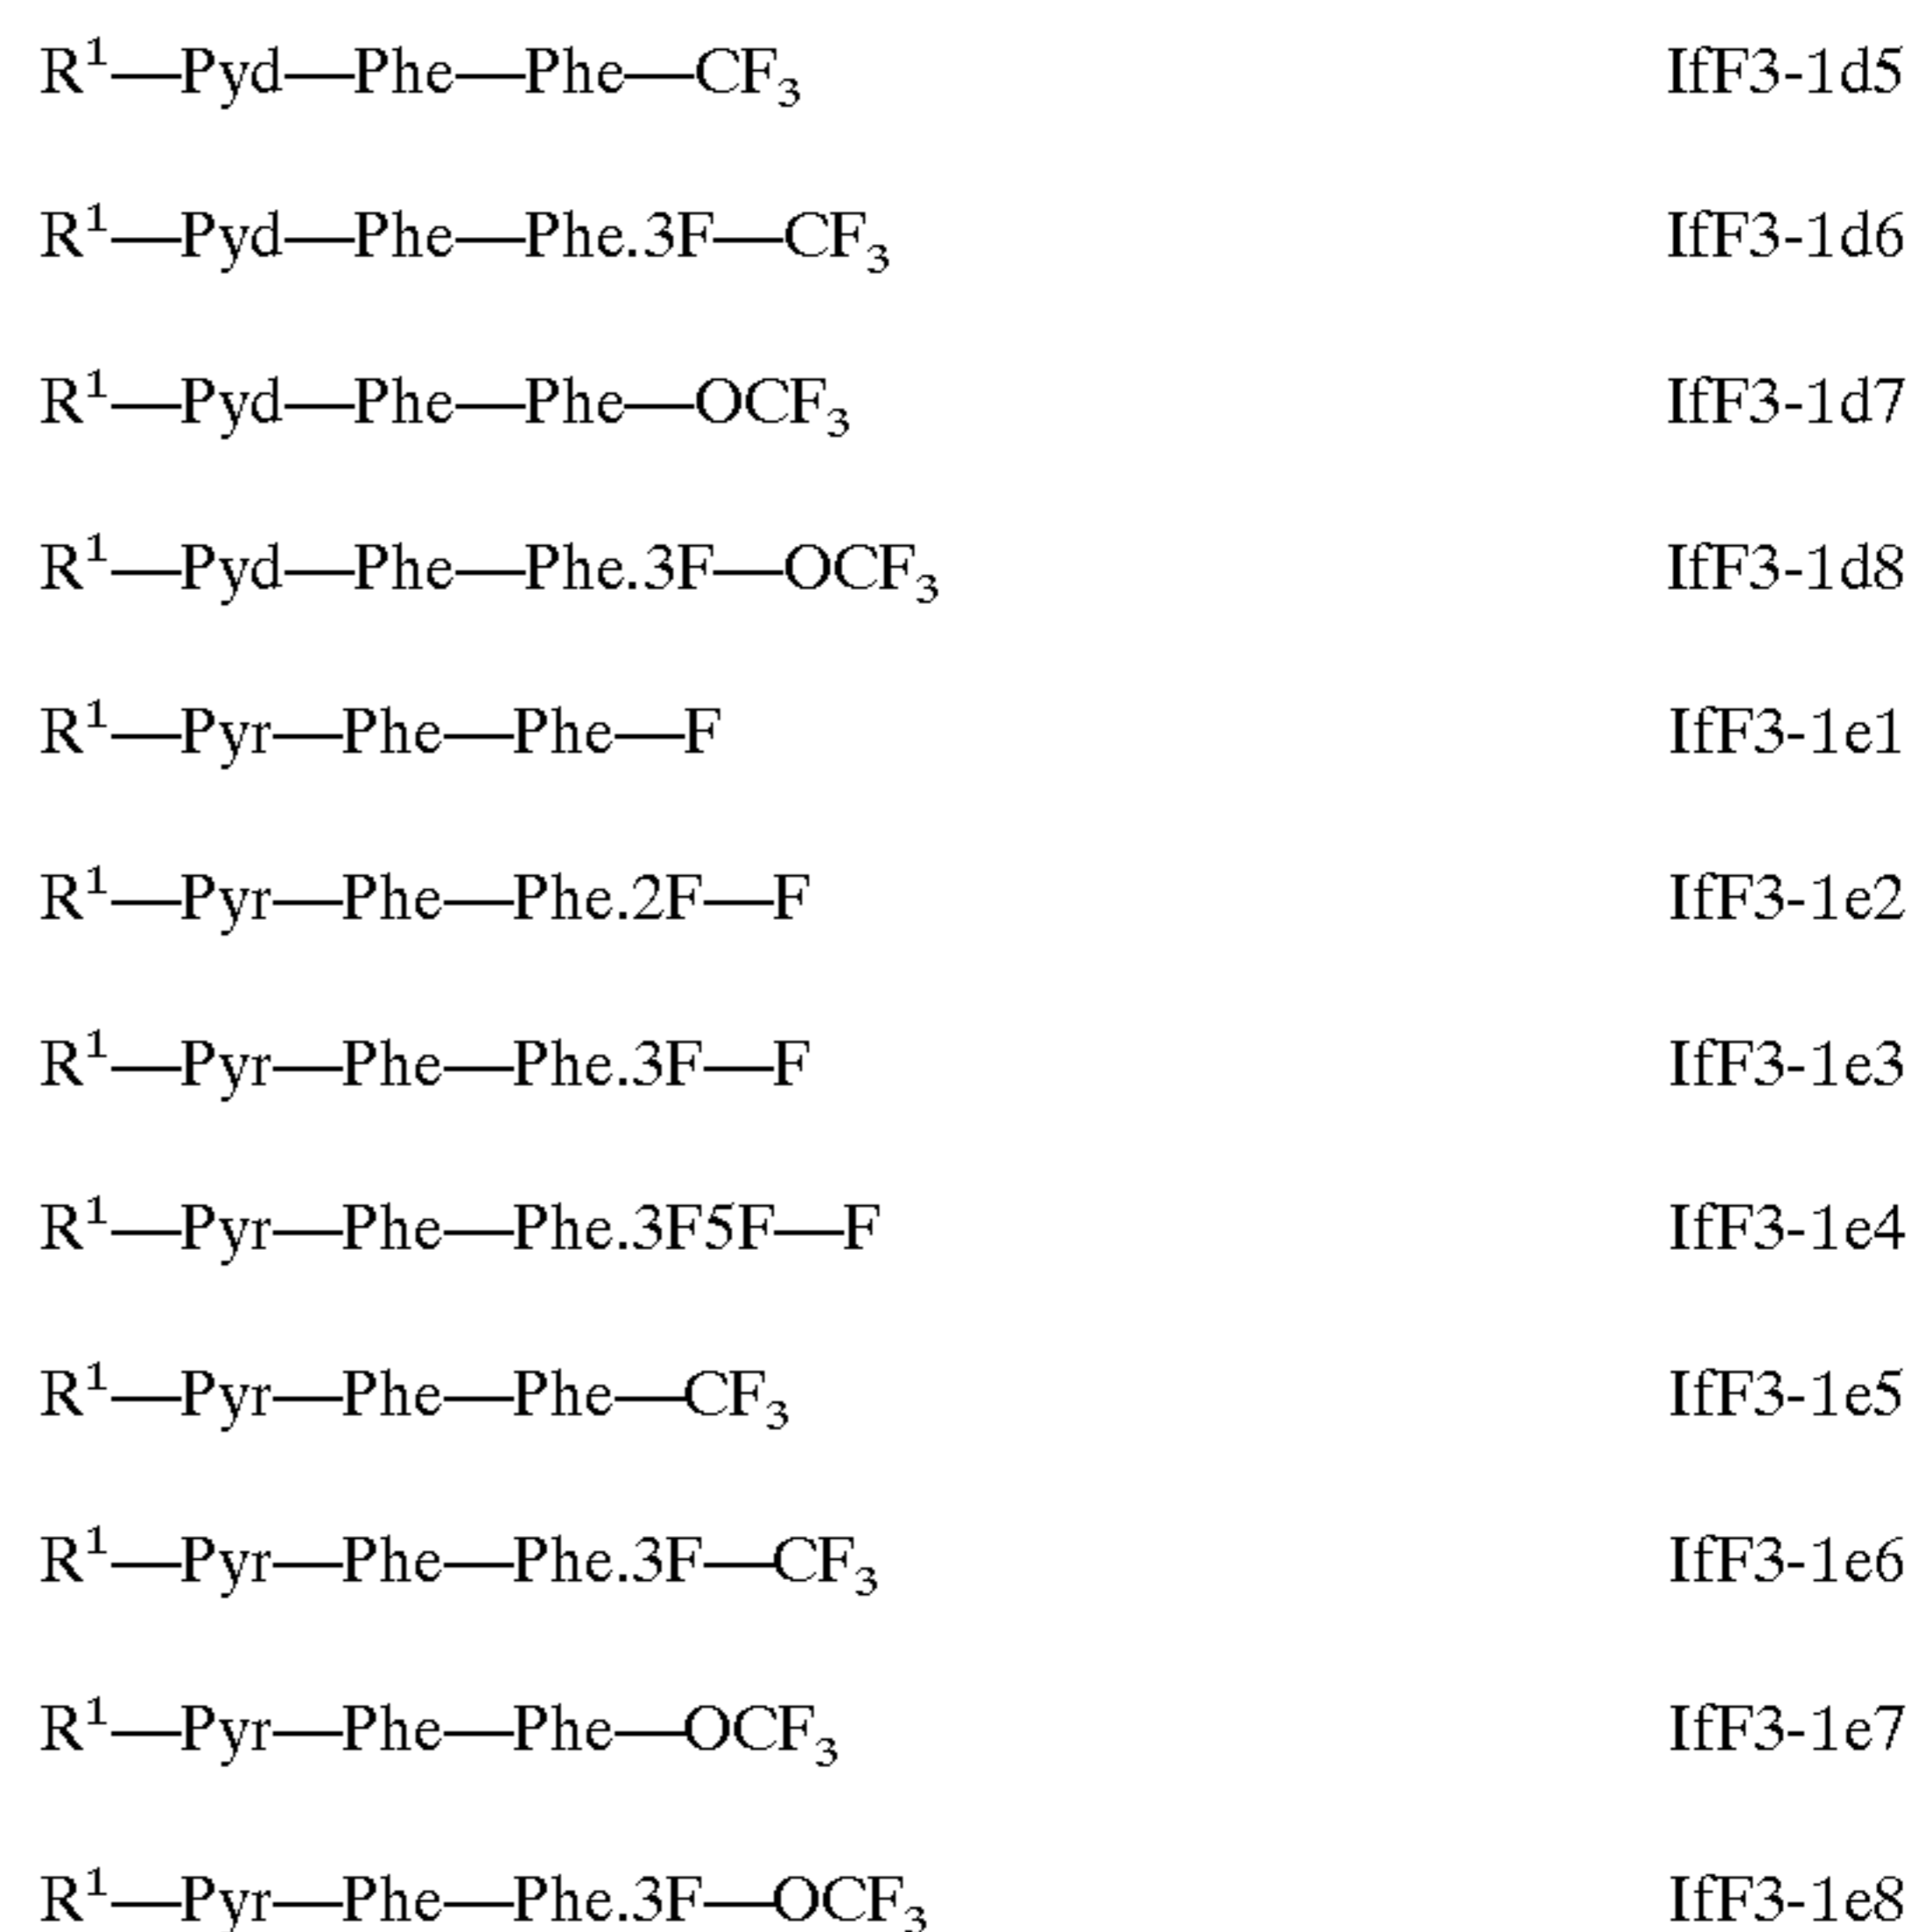 R¹—Pyd—Phe—Phe—CF₃ IfF3-1d5
R¹—Pyd—Phe—Phe.3F—CF₃ IfF3-1d6
R¹—Pyd—Phe—Phe—OCF₃ IfF3-1d7
R¹—Pyd—Phe—Phe.3F—OCF₃ IfF3-1d8
R¹—Pyr—Phe—Phe—F IfF3-1e1
R¹—Pyr—Phe—Phe.2F—F IfF3-1e2
R¹—Pyr—Phe—Phe.3F—F IfF3-1e3
R¹—Pyr—Phe—Phe.3F5F—F IfF3-1e4
R¹—Pyr—Phe—Phe—CF₃ IfF3-1e5
R¹—Pyr—Phe—Phe.3F—CF₃ IfF3-1e6
R¹—Pyr—Phe—Phe—OCF₃ IfF3-1e7
R¹—Pyr—Phe—Phe.3F—OCF₃ IfF3-1e8